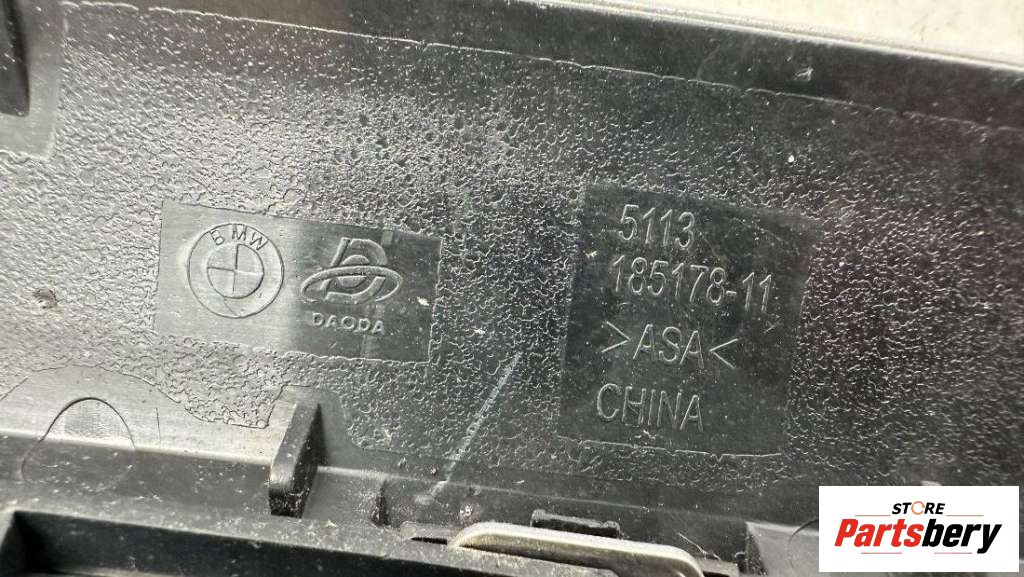 BMW
DAODA
5113
185178-11
>ASA<
CHINA
STORE
Partsbery